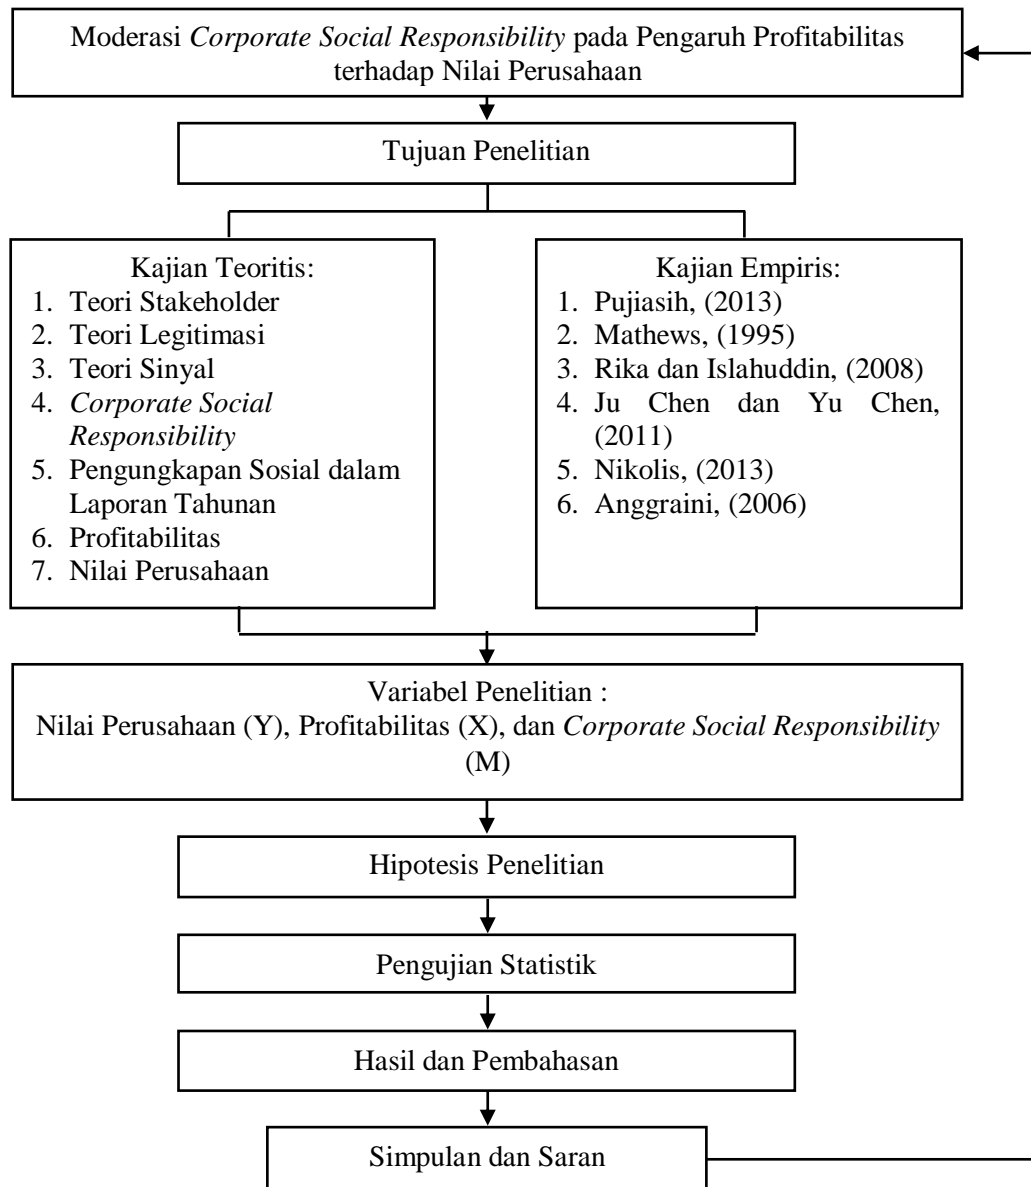 Moderasi Corporate Social Responsibility pada Pengaruh Profitabilitas
terhadap Nilai Perusahaan
Tujuan Penelitian
Kajian Teoritis:
1. Teori Stakeholder
2. Teori Legitimasi
3. Teori Sinyal
4. Corporate Social
Responsibility
5. Pengungkapan Sosial dalam
Laporan Tahunan
6. Profitabilitas
7. Nilai Perusahaan
Kajian Empiris:
1. Pujiasih, (2013)
2. Mathews, (1995)
3. Rika dan Islahuddin, (2008)
4. Ju Chen dan Yu Chen,
(2011)
5. Nikolis, (2013)
6. Anggraini, (2006)
Variabel Penelitian :
Nilai Perusahaan (Y), Profitabilitas (X), dan Corporate Social Responsibility
(M)
Hipotesis Penelitian
Pengujian Statistik
Hasil dan Pembahasan
Simpulan dan Saran